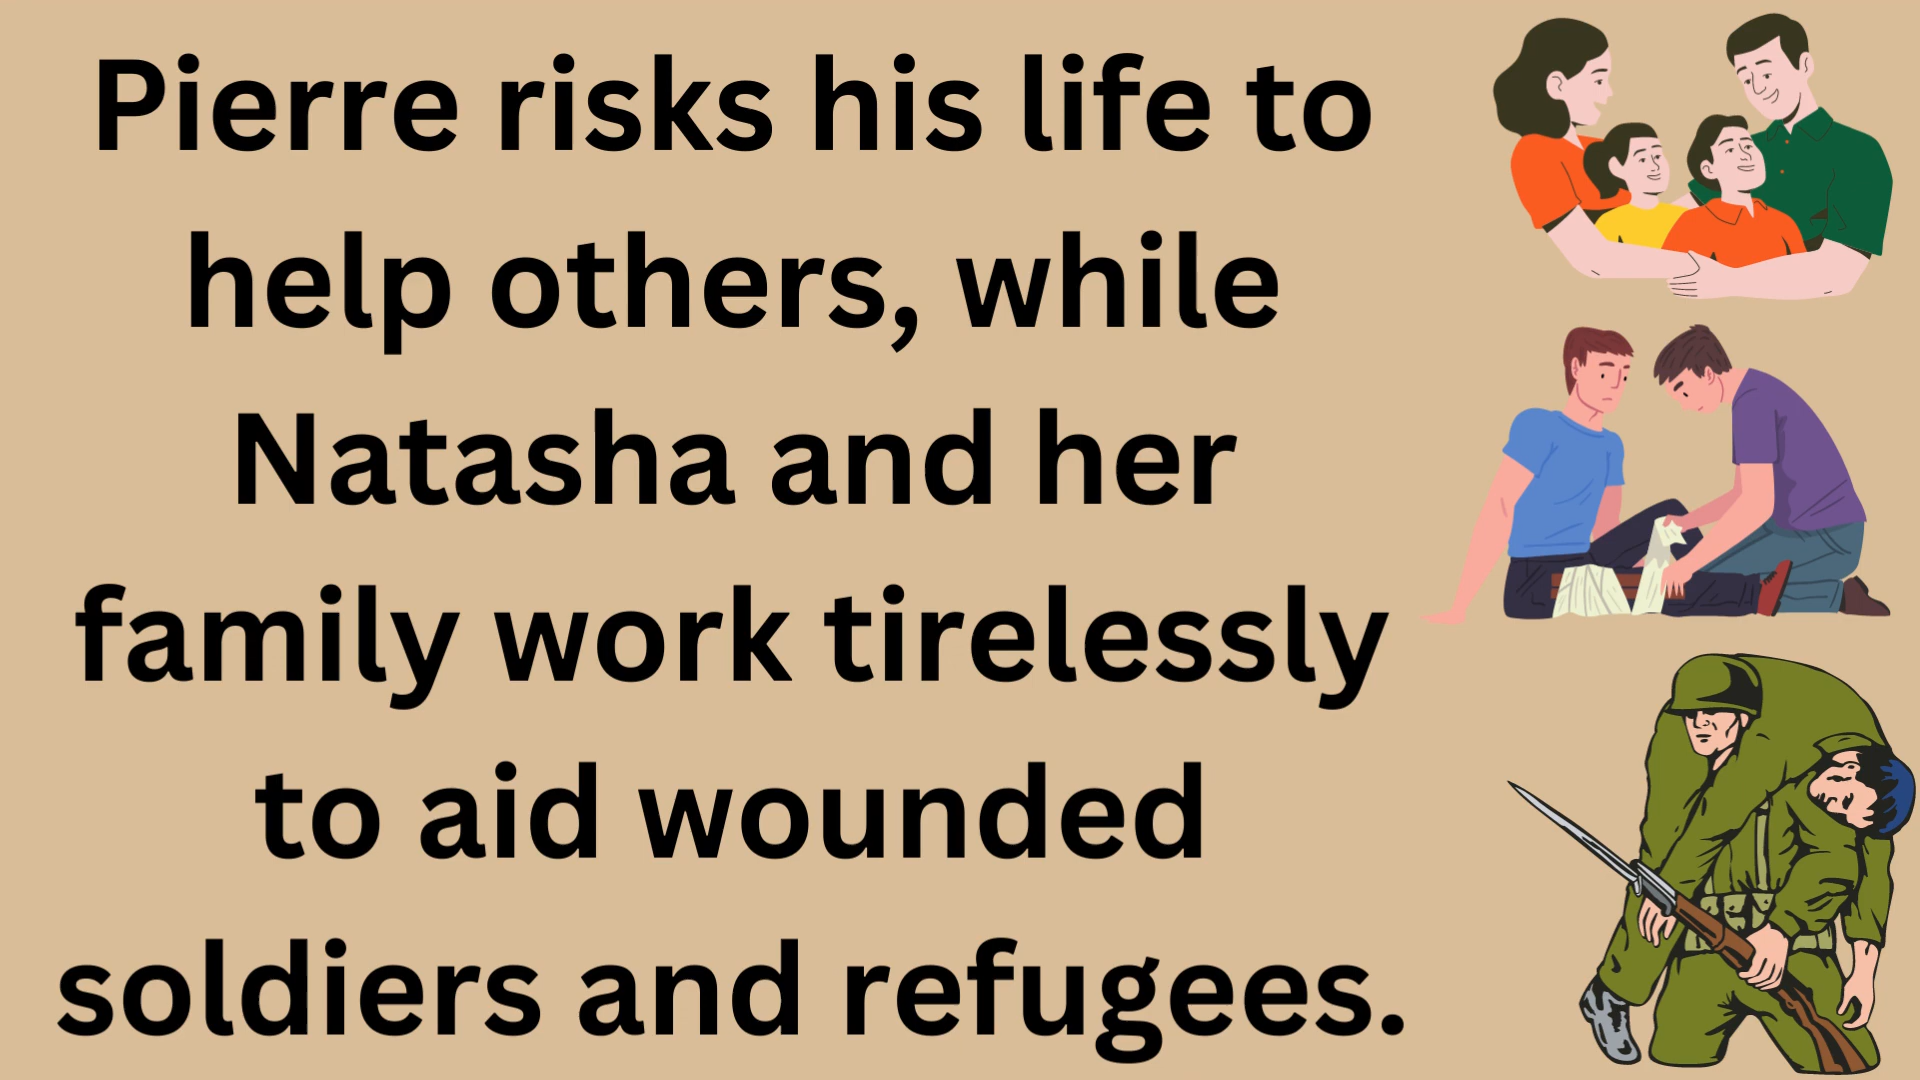 Pierre risks his life to
help others, while
Natasha and her
family work tirelessly
to aid wounded
soldiers and refugees.